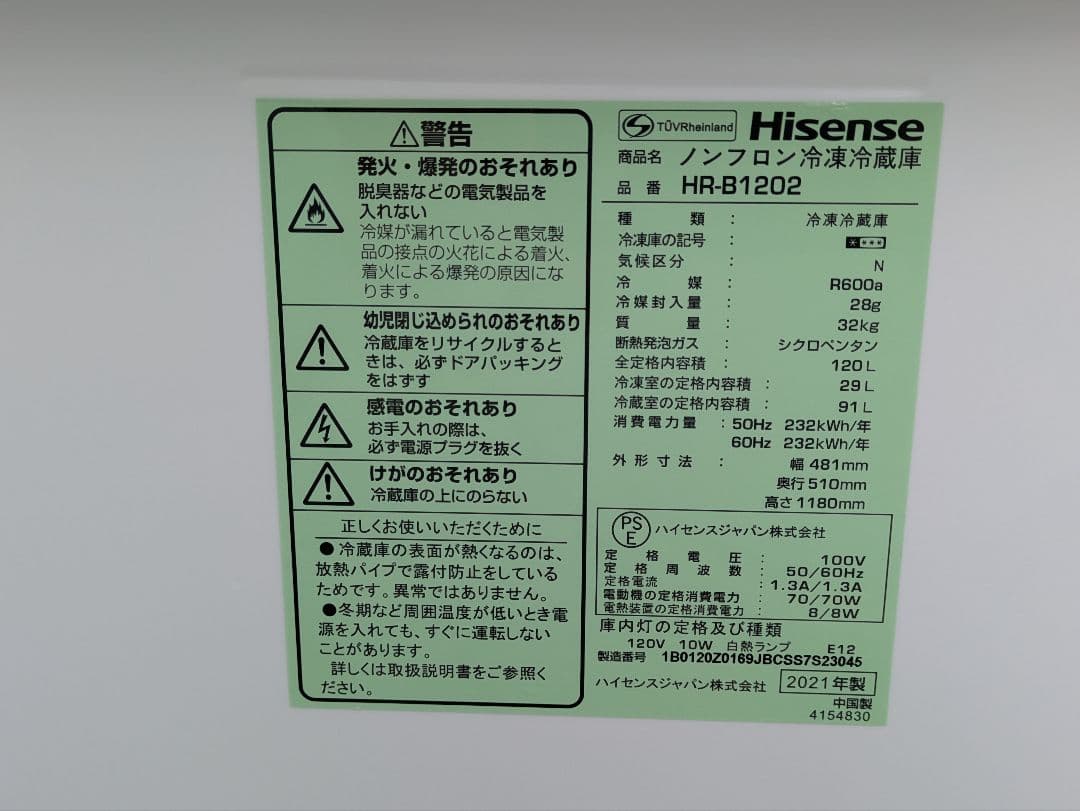 ⚠警告
発火・爆発のおそれあり
脱臭器などの電気製品を
入れない
冷媒が漏れていると電気製
品の接点の火花による着火、
着火による爆発の原因にな
ります。
幼児閉じ込められのおそれあり
冷蔵庫をリサイクルすると
きは、必ずドアパッキング
をはずす
感電のおそれあり
お手入れの際は、
必ず電源プラグを抜く
けがのおそれあり
冷蔵庫の上にのらない
正しくお使いいただくために
●冷蔵庫の表面が熱くなるのは、
放熱パイプで露付防止をしている
ためです。異常ではありません。
●冬期など周囲温度が低いとき電
源を入れても、すぐに運転しない
ことがあります。
詳しくは取扱説明書をご参照く
ださい。
TÜVRheinland Hisense
商品名 ノンフロン冷凍冷蔵庫
品番 HR-B1202
種類 : 冷凍冷蔵庫
冷凍庫の記号 : ＊***
気候区分 : N
冷媒 : R600a
冷媒封入量 : 28g
質量 : 32kg
断熱発泡ガス : シクロペンタン
全定格内容積 : 120L
冷凍室の定格内容積 : 29L
冷蔵室の定格内容積 : 91L
消費電力量 : 50Hz 232kWh/年
60Hz 232kWh/年
外形寸法 : 幅481mm
奥行510mm
高さ1180mm
PSE ハイセンスジャパン株式会社
定格電圧 : 100V
定格周波数 : 50/60Hz
定格電流 : 1.3A/1.3A
電動機の定格消費電力 : 70/70W
電熱装置の定格消費電力 : 8/8W
庫内灯の定格及び種類
120V 10W 白熱ランプ E12
製造番号 1B0120Z0169JBCSS7S23045
ハイセンスジャパン株式会社 2021年製
中国製
4154830